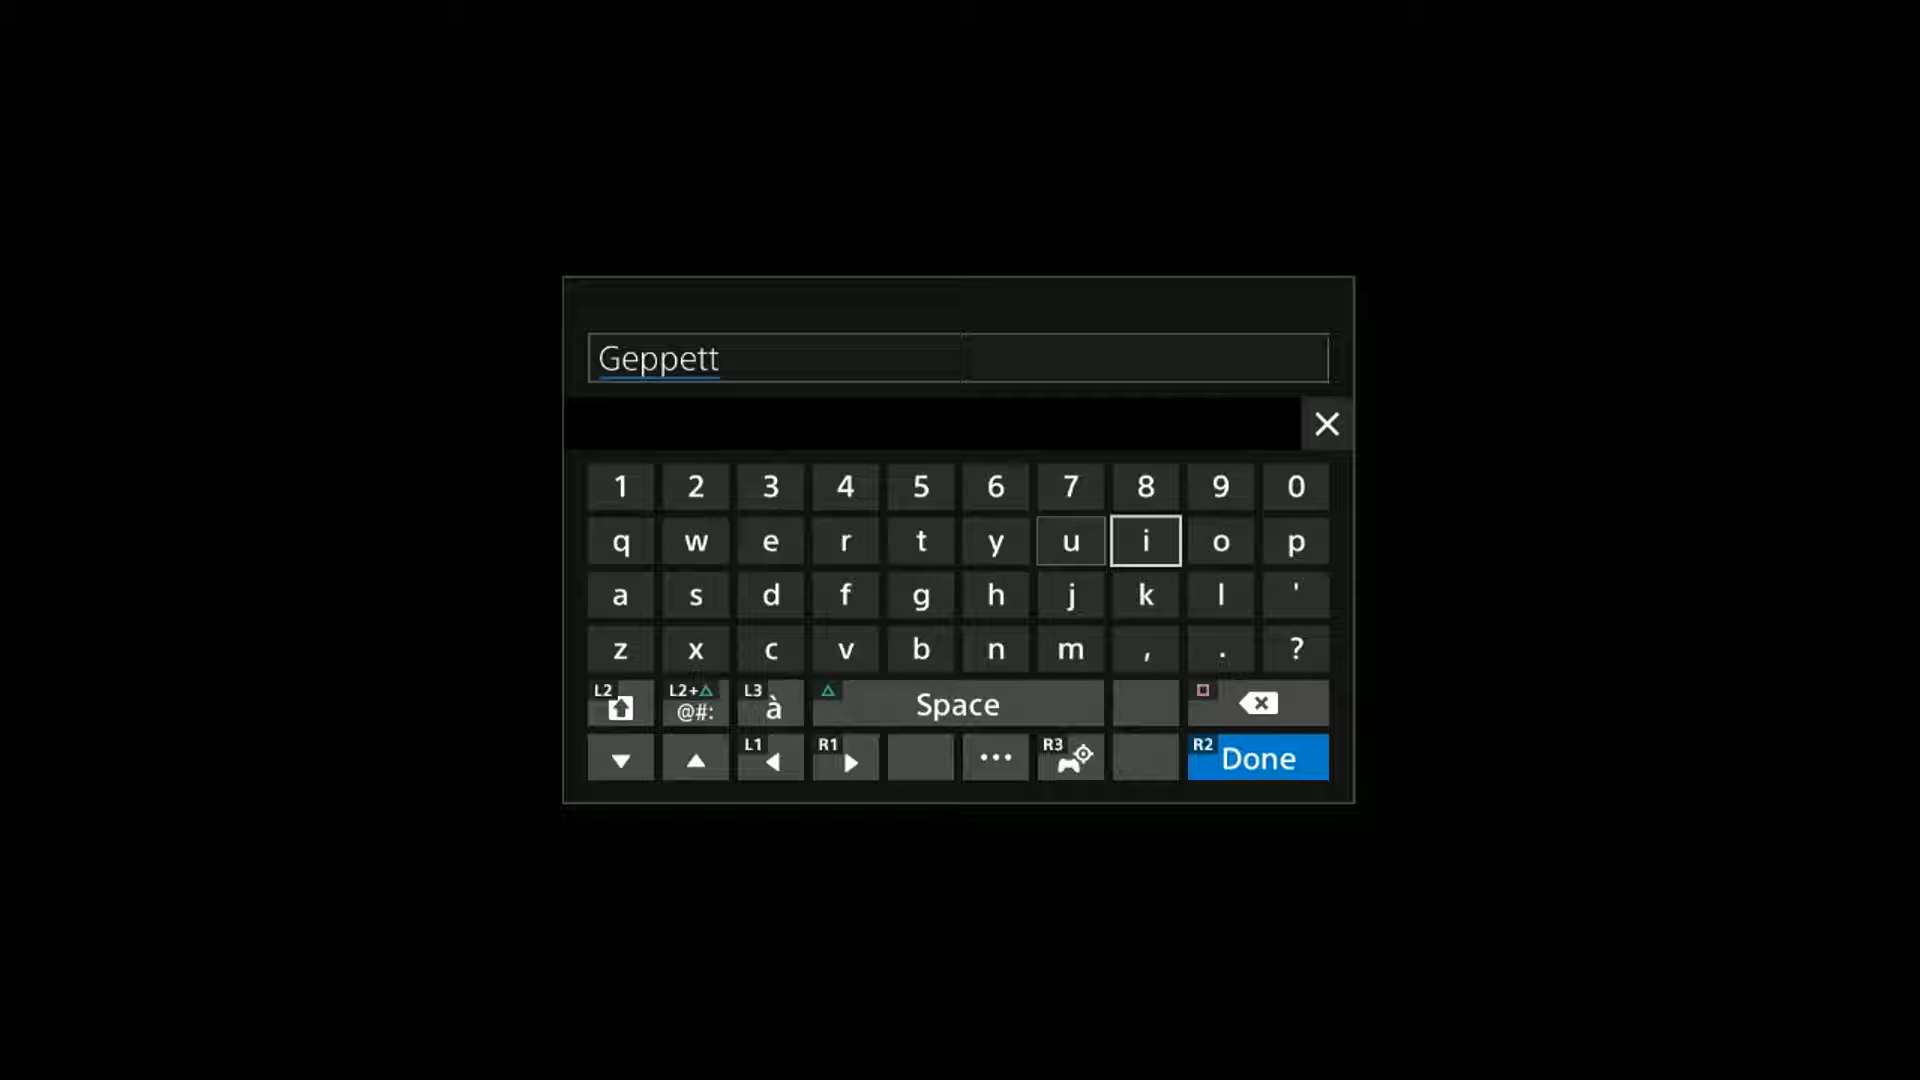 Geppett
1 2 3 4 5 6 7 8 9 0
q w e r t y u i o p
a s d f g h j k l '
z x c v b n m , . ?
L2 L2+△ @#: L3 à △ Space □
L1 R1 ... R3 R2 Done